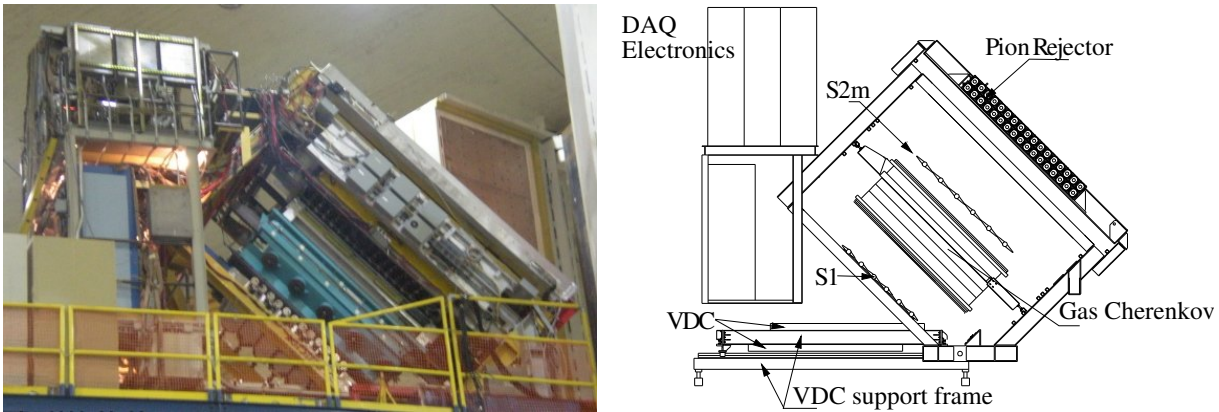 DAQ
Electronics
Pion Rejector
S2m
S1
Gas Cherenkov
VDC
VDC support frame